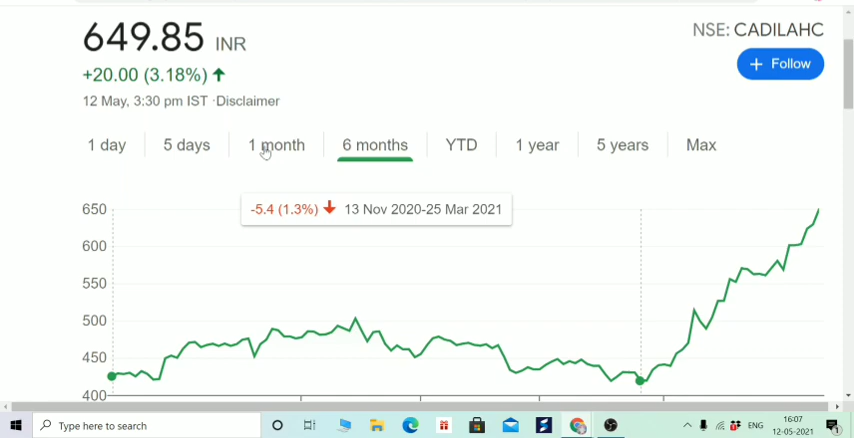 649.85 INR
NSE: CADILAHC
+20.00 (3.18%)
+ Follow
12 May, 3:30 pm IST ·Disclaimer
1 day 5 days 1 month 6 months YTD 1 year 5 years Max
-5.4 (1.3%) 13 Nov 2020-25 Mar 2021
650
600
550
500
450
400
Type here to search
ENG
16:07
12-05-2021
1